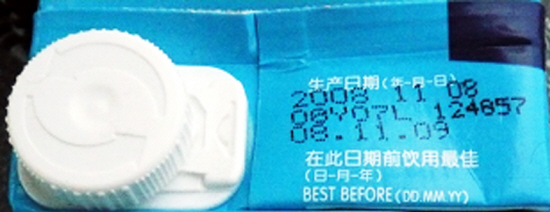 生产日期(年-月-日)
2008 11 08
08Y07L 124857
08.11.09
在此日期前饮用最佳
(日-月-年)
BEST BEFORE (DD.MM.YY)